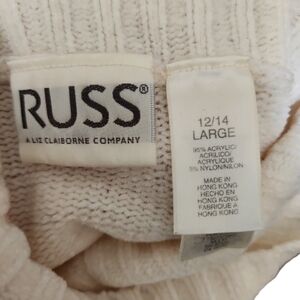 RUSS®
A LIZ CLAIBORNE COMPANY
12/14
LARGE
95% ACRYLIC/
ACRILICO/
ACRYLIQUE
5% NYLON/NILON
MADE IN
HONG KONG
HECHO EN
HONG KONG
FABRIQUE A
HONG KONG